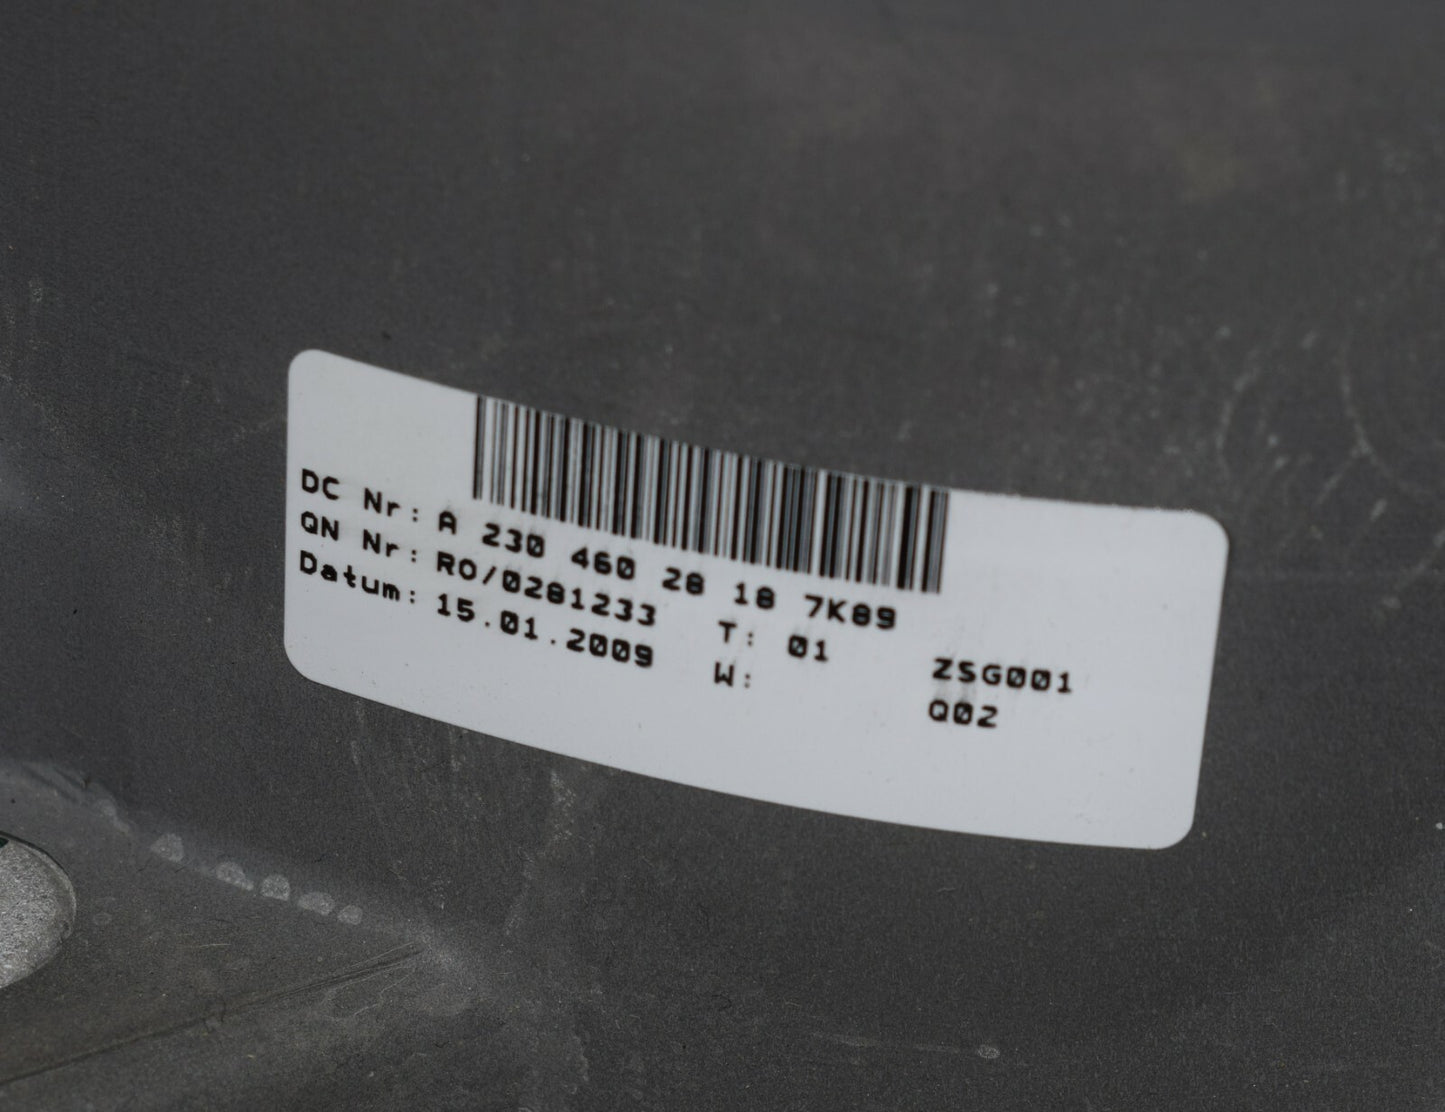 DC Nr: A 230 460 28 18 7K89
QN Nr: RO/0281233 T: 01 ZSG001
Datum: 15.01.2009 W: Q02